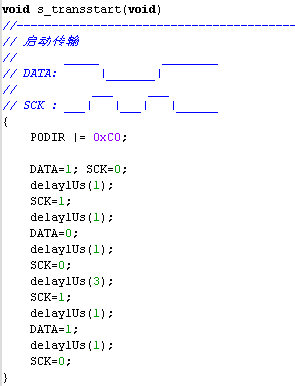 void s_transstart(void)
//----------------------------------
// 启动传输
//       _____         ________
// DATA:      |_______|
//           ___     ___
// SCK : ___|   |___|   |______
{
    P0DIR |= 0xC0;

    DATA=1; SCK=0;
    delay1Us(1);
    SCK=1;
    delay1Us(1);
    DATA=0;
    delay1Us(1);
    SCK=0;
    delay1Us(3);
    SCK=1;
    delay1Us(1);
    DATA=1;
    delay1Us(1);
    SCK=0;
}